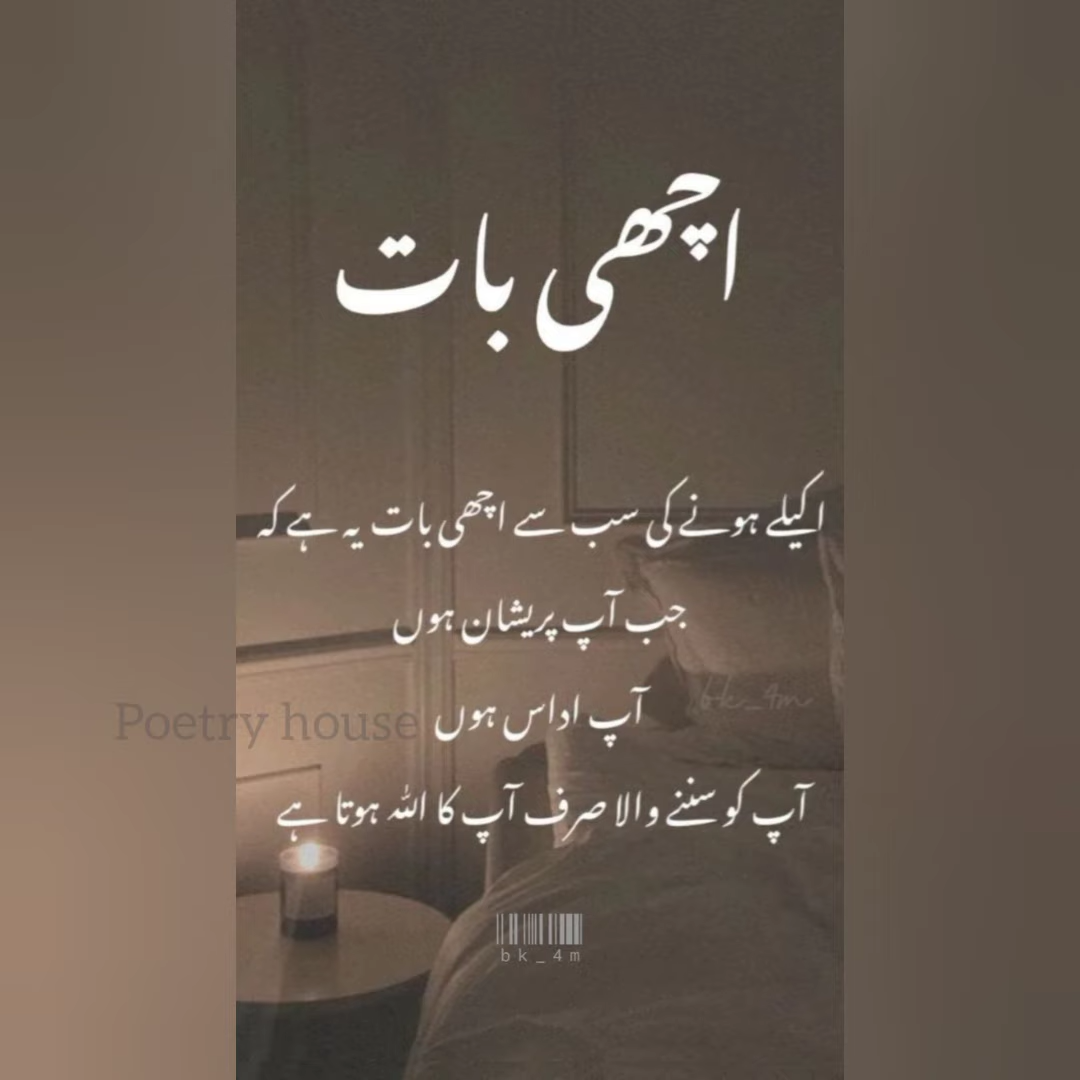 اچھی بات
اکیلے ہونے کی سب سے اچھی بات یہ ہے کہ
جب آپ پریشان ہوں
آپ اداس ہوں
bk_4m
Poetry house
آپ کو سننے والا صرف آپ کا اللہ ہوتا ہے
bk_4m